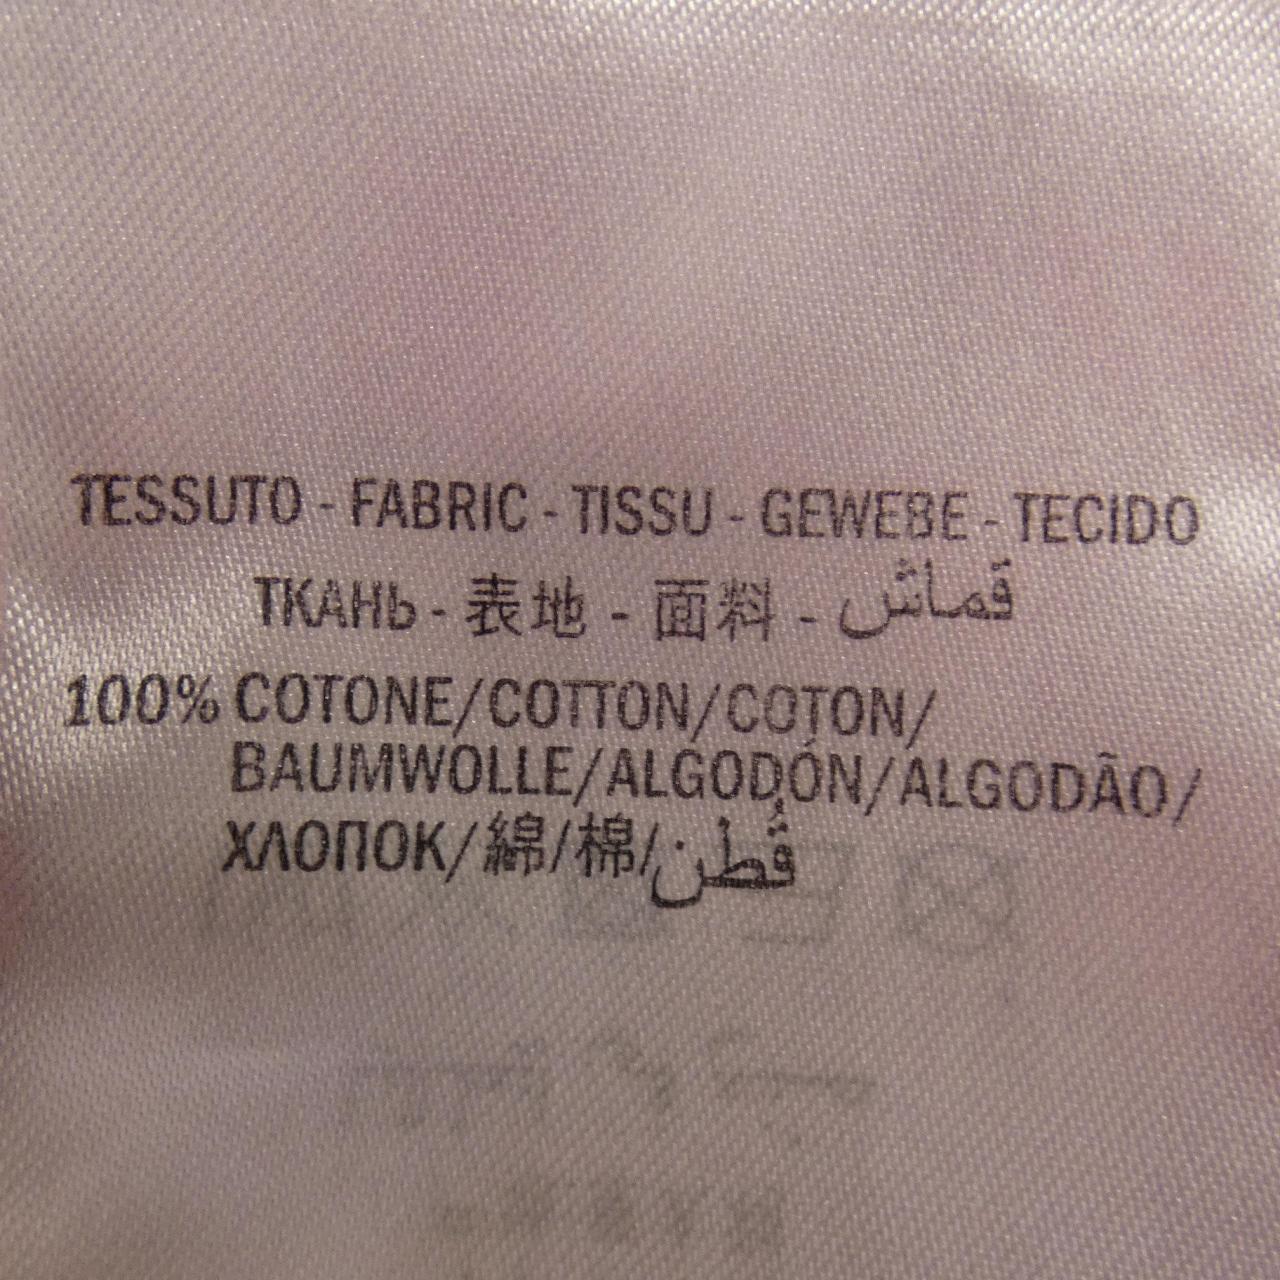 TESSUTO - FABRIC - TISSU - GEWEBE - TECIDO
ТКАНЬ - 表地 - 面料 - قماش
100% COTONE/COTTON/COTON/
BAUMWOLLE/ALGODÓN/ALGODÃO/
ХЛОПОК/綿/棉/قُطن